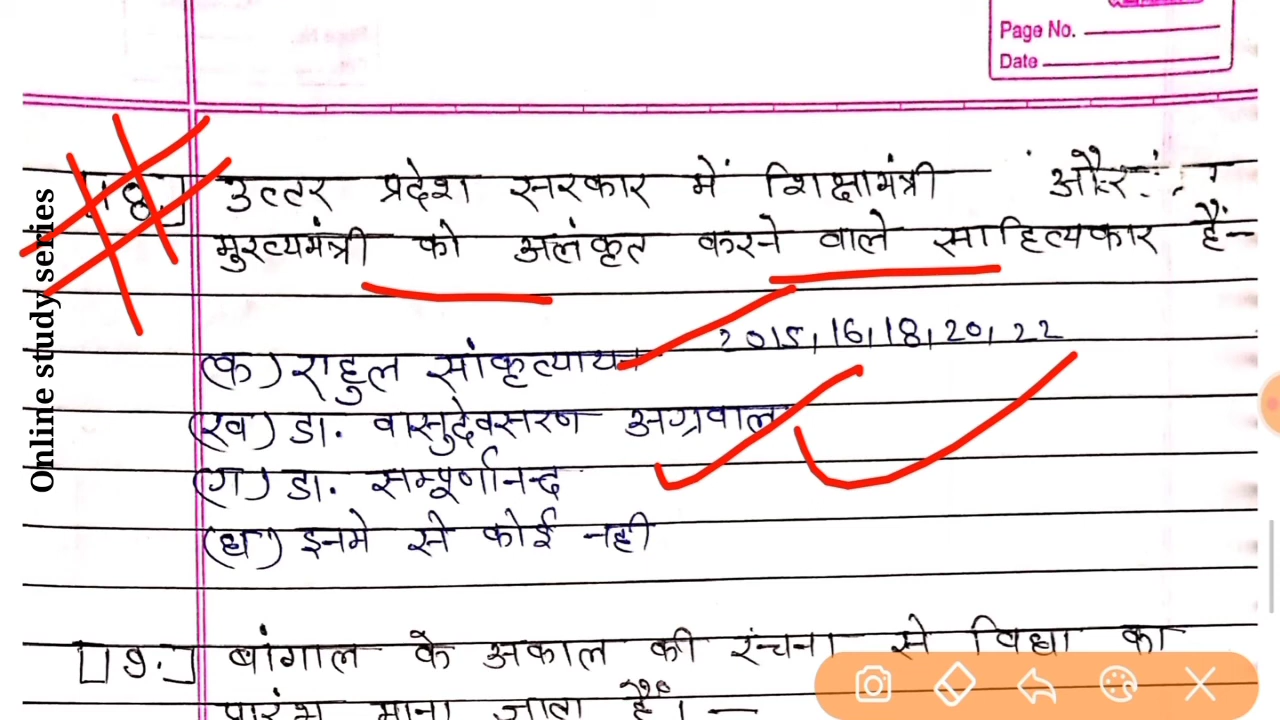 Page No.
Date
18. उत्तर प्रदेश सरकार में शिक्षामंत्री और
मुख्यमंत्री को अलंकृत करने वाले साहित्यकार हैं-
2015, 16, 18, 20, 22
(क) राहुल सांकृत्यायन
(ख) डा. वासुदेवसरण अग्रवाल
(ग) डा. सम्पूर्णानन्द
(घ) इनमे से कोई नही
19. बांगाल के अकाल की रंचना से विधा का
प्रारंभ माना जाता है। -
Online study series